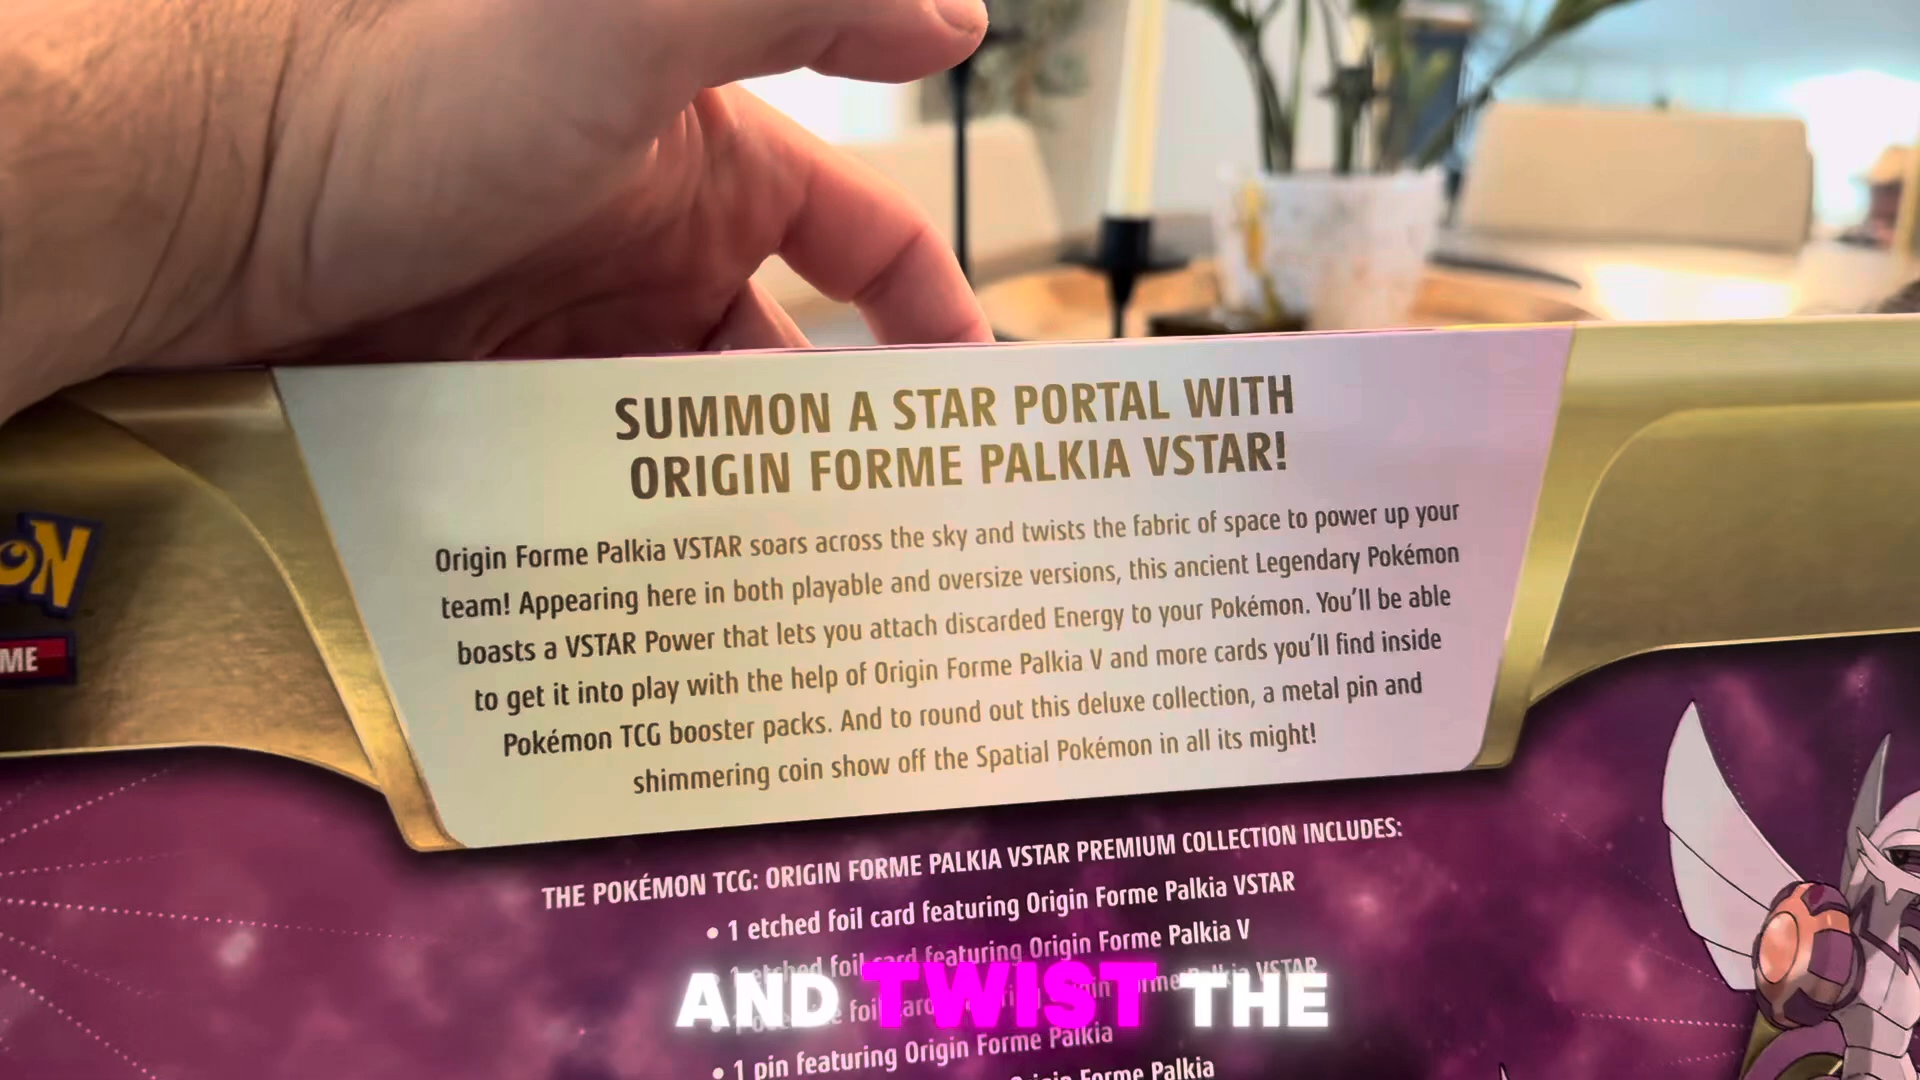 SUMMON A STAR PORTAL WITH
ORIGIN FORME PALKIA VSTAR!
Origin Forme Palkia VSTAR soars across the sky and twists the fabric of space to power up your
team! Appearing here in both playable and oversize versions, this ancient Legendary Pokémon
boasts a VSTAR Power that lets you attach discarded Energy to your Pokémon. You'll be able
to get it into play with the help of Origin Forme Palkia V and more cards you'll find inside
Pokémon TCG booster packs. And to round out this deluxe collection, a metal pin and
shimmering coin show off the Spatial Pokémon in all its might!
ON
ME
THE POKÉMON TCG: ORIGIN FORME PALKIA VSTAR PREMIUM COLLECTION INCLUDES:
• 1 etched foil card featuring Origin Forme Palkia VSTAR
• 1 etched foil card featuring Origin Forme Palkia V
foil VSTAR
AND TWIST THE
• 1 pin featuring Origin Forme Palkia
Forme Palkia